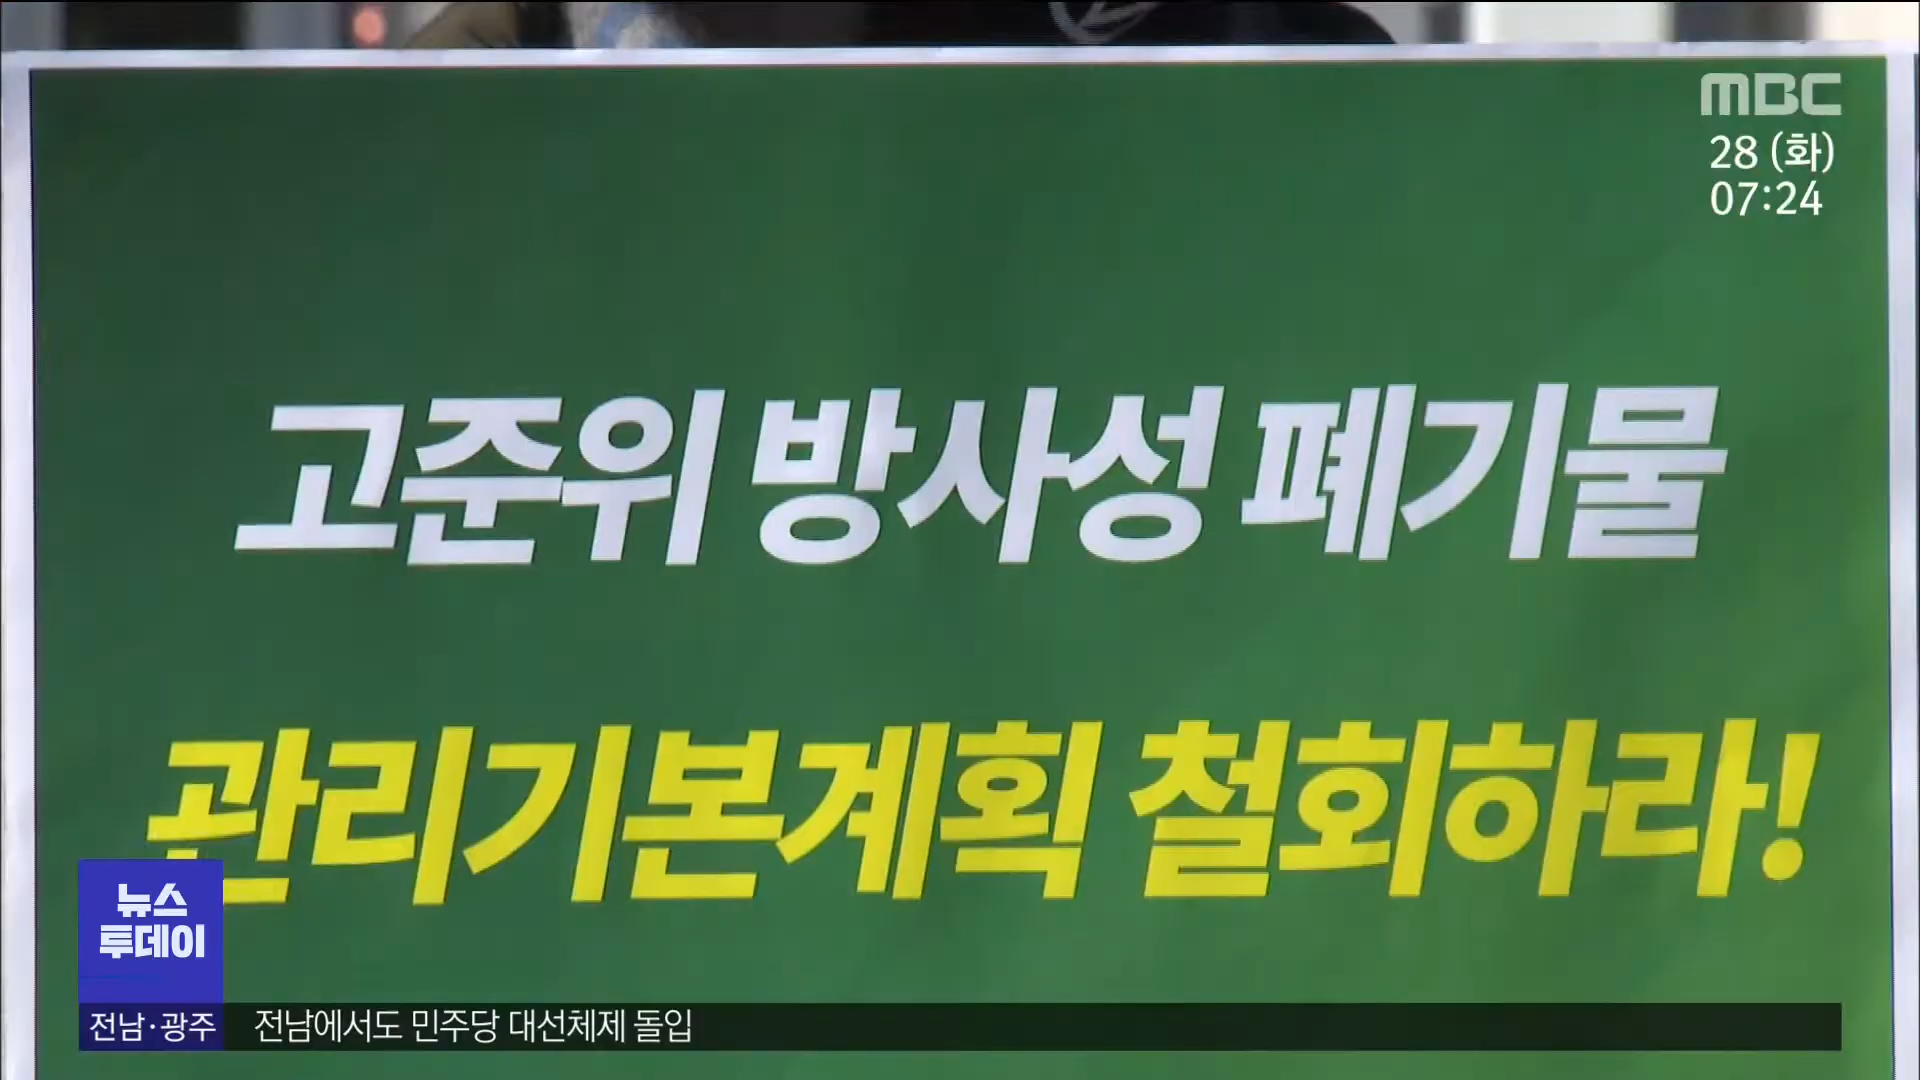 MBC
28 (화)
07:24
고준위 방사성 폐기물
관리기본계획 철회하라!
뉴스
투데이
전남·광주 전남에서도 민주당 대선체제 돌입